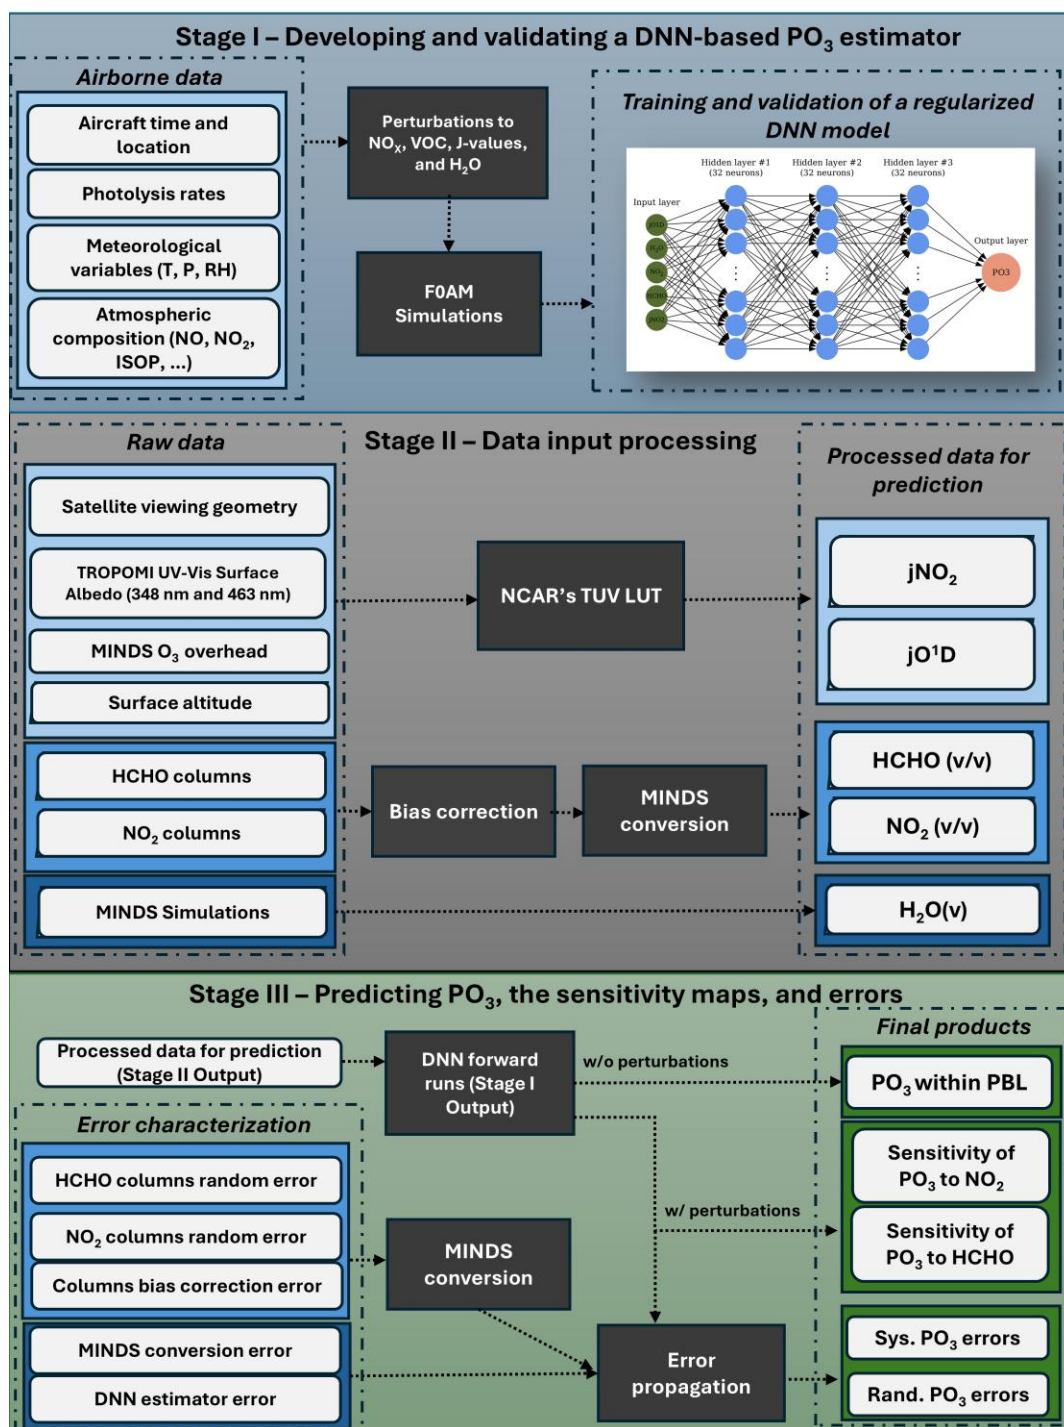 Stage I – Developing and validating a DNN-based PO₃ estimator
Airborne data
Aircraft time and
location
Photolysis rates
Meteorological
variables (T, P, RH)
Atmospheric
composition (NO, NO₂,
ISOP, ...)
Perturbations to
NOₓ, VOC, J-values,
and H₂O
F0AM
Simulations
Training and validation of a regularized
DNN model
Hidden layer #1
(32 neurons)
Hidden layer #2
(32 neurons)
Hidden layer #3
(32 neurons)
Input layer
jO1D
H₂O
NO₂
HCHO
jNO2
Output layer
PO3
Stage II – Data input processing
Raw data
Satellite viewing geometry
TROPOMI UV-Vis Surface
Albedo (348 nm and 463 nm)
MINDS O₃ overhead
Surface altitude
HCHO columns
NO₂ columns
MINDS Simulations
NCAR's TUV LUT
Bias correction
MINDS
conversion
Processed data for
prediction
jNO₂
jO¹D
HCHO (v/v)
NO₂ (v/v)
H₂O(v)
Stage III – Predicting PO₃, the sensitivity maps, and errors
Processed data for prediction
(Stage II Output)
DNN forward
runs (Stage I
Output)
w/o perturbations
w/ perturbations
Error characterization
HCHO columns random error
NO₂ columns random error
Columns bias correction error
MINDS conversion error
DNN estimator error
MINDS
conversion
Error
propagation
Final products
PO₃ within PBL
Sensitivity of
PO₃ to NO₂
Sensitivity of
PO₃ to HCHO
Sys. PO₃ errors
Rand. PO₃ errors